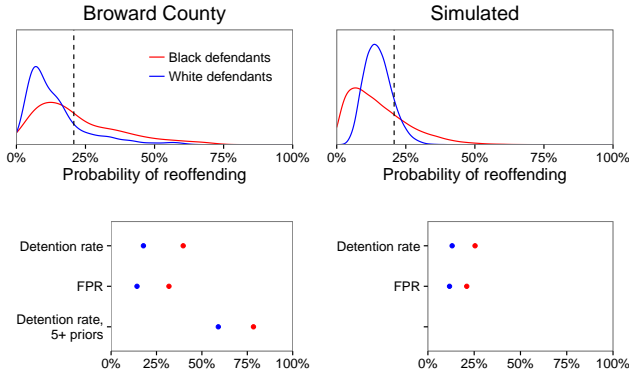 Broward County
Simulated
Black defendants
White defendants
0% 25% 50% 75% 100%
0% 25% 50% 75% 100%
Probability of reoffending
Probability of reoffending
Detention rate
FPR
Detention rate,
5+ priors
0% 25% 50% 75% 100%
Detention rate
FPR
0% 25% 50% 75% 100%